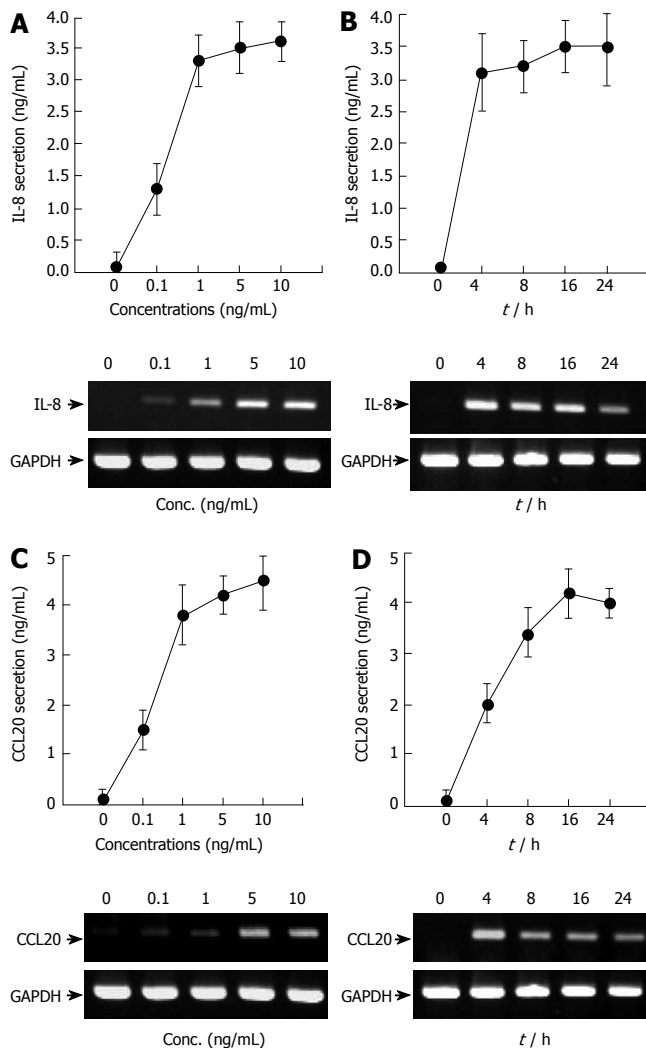 A
IL-8 secretion (ng/mL)
4.0
3.5
3.0
2.5
2.0
1.5
1.0
0.5
0.0
0 0.1 1 5 10
Concentrations (ng/mL)
0 0.1 1 5 10
IL-8
GAPDH
Conc. (ng/mL)
B
IL-8 secretion (ng/mL)
4.0
3.5
3.0
2.5
2.0
1.5
1.0
0.5
0.0
0 4 8 16 24
t / h
0 4 8 16 24
IL-8
GAPDH
t / h
C
CCL20 secretion (ng/mL)
5
4
3
2
1
0
0 0.1 1 5 10
Concentrations (ng/mL)
0 0.1 1 5 10
CCL20
GAPDH
Conc. (ng/mL)
D
CCL20 secretion (ng/mL)
5
4
3
2
1
0
0 4 8 16 24
t / h
0 4 8 16 24
CCL20
GAPDH
t / h